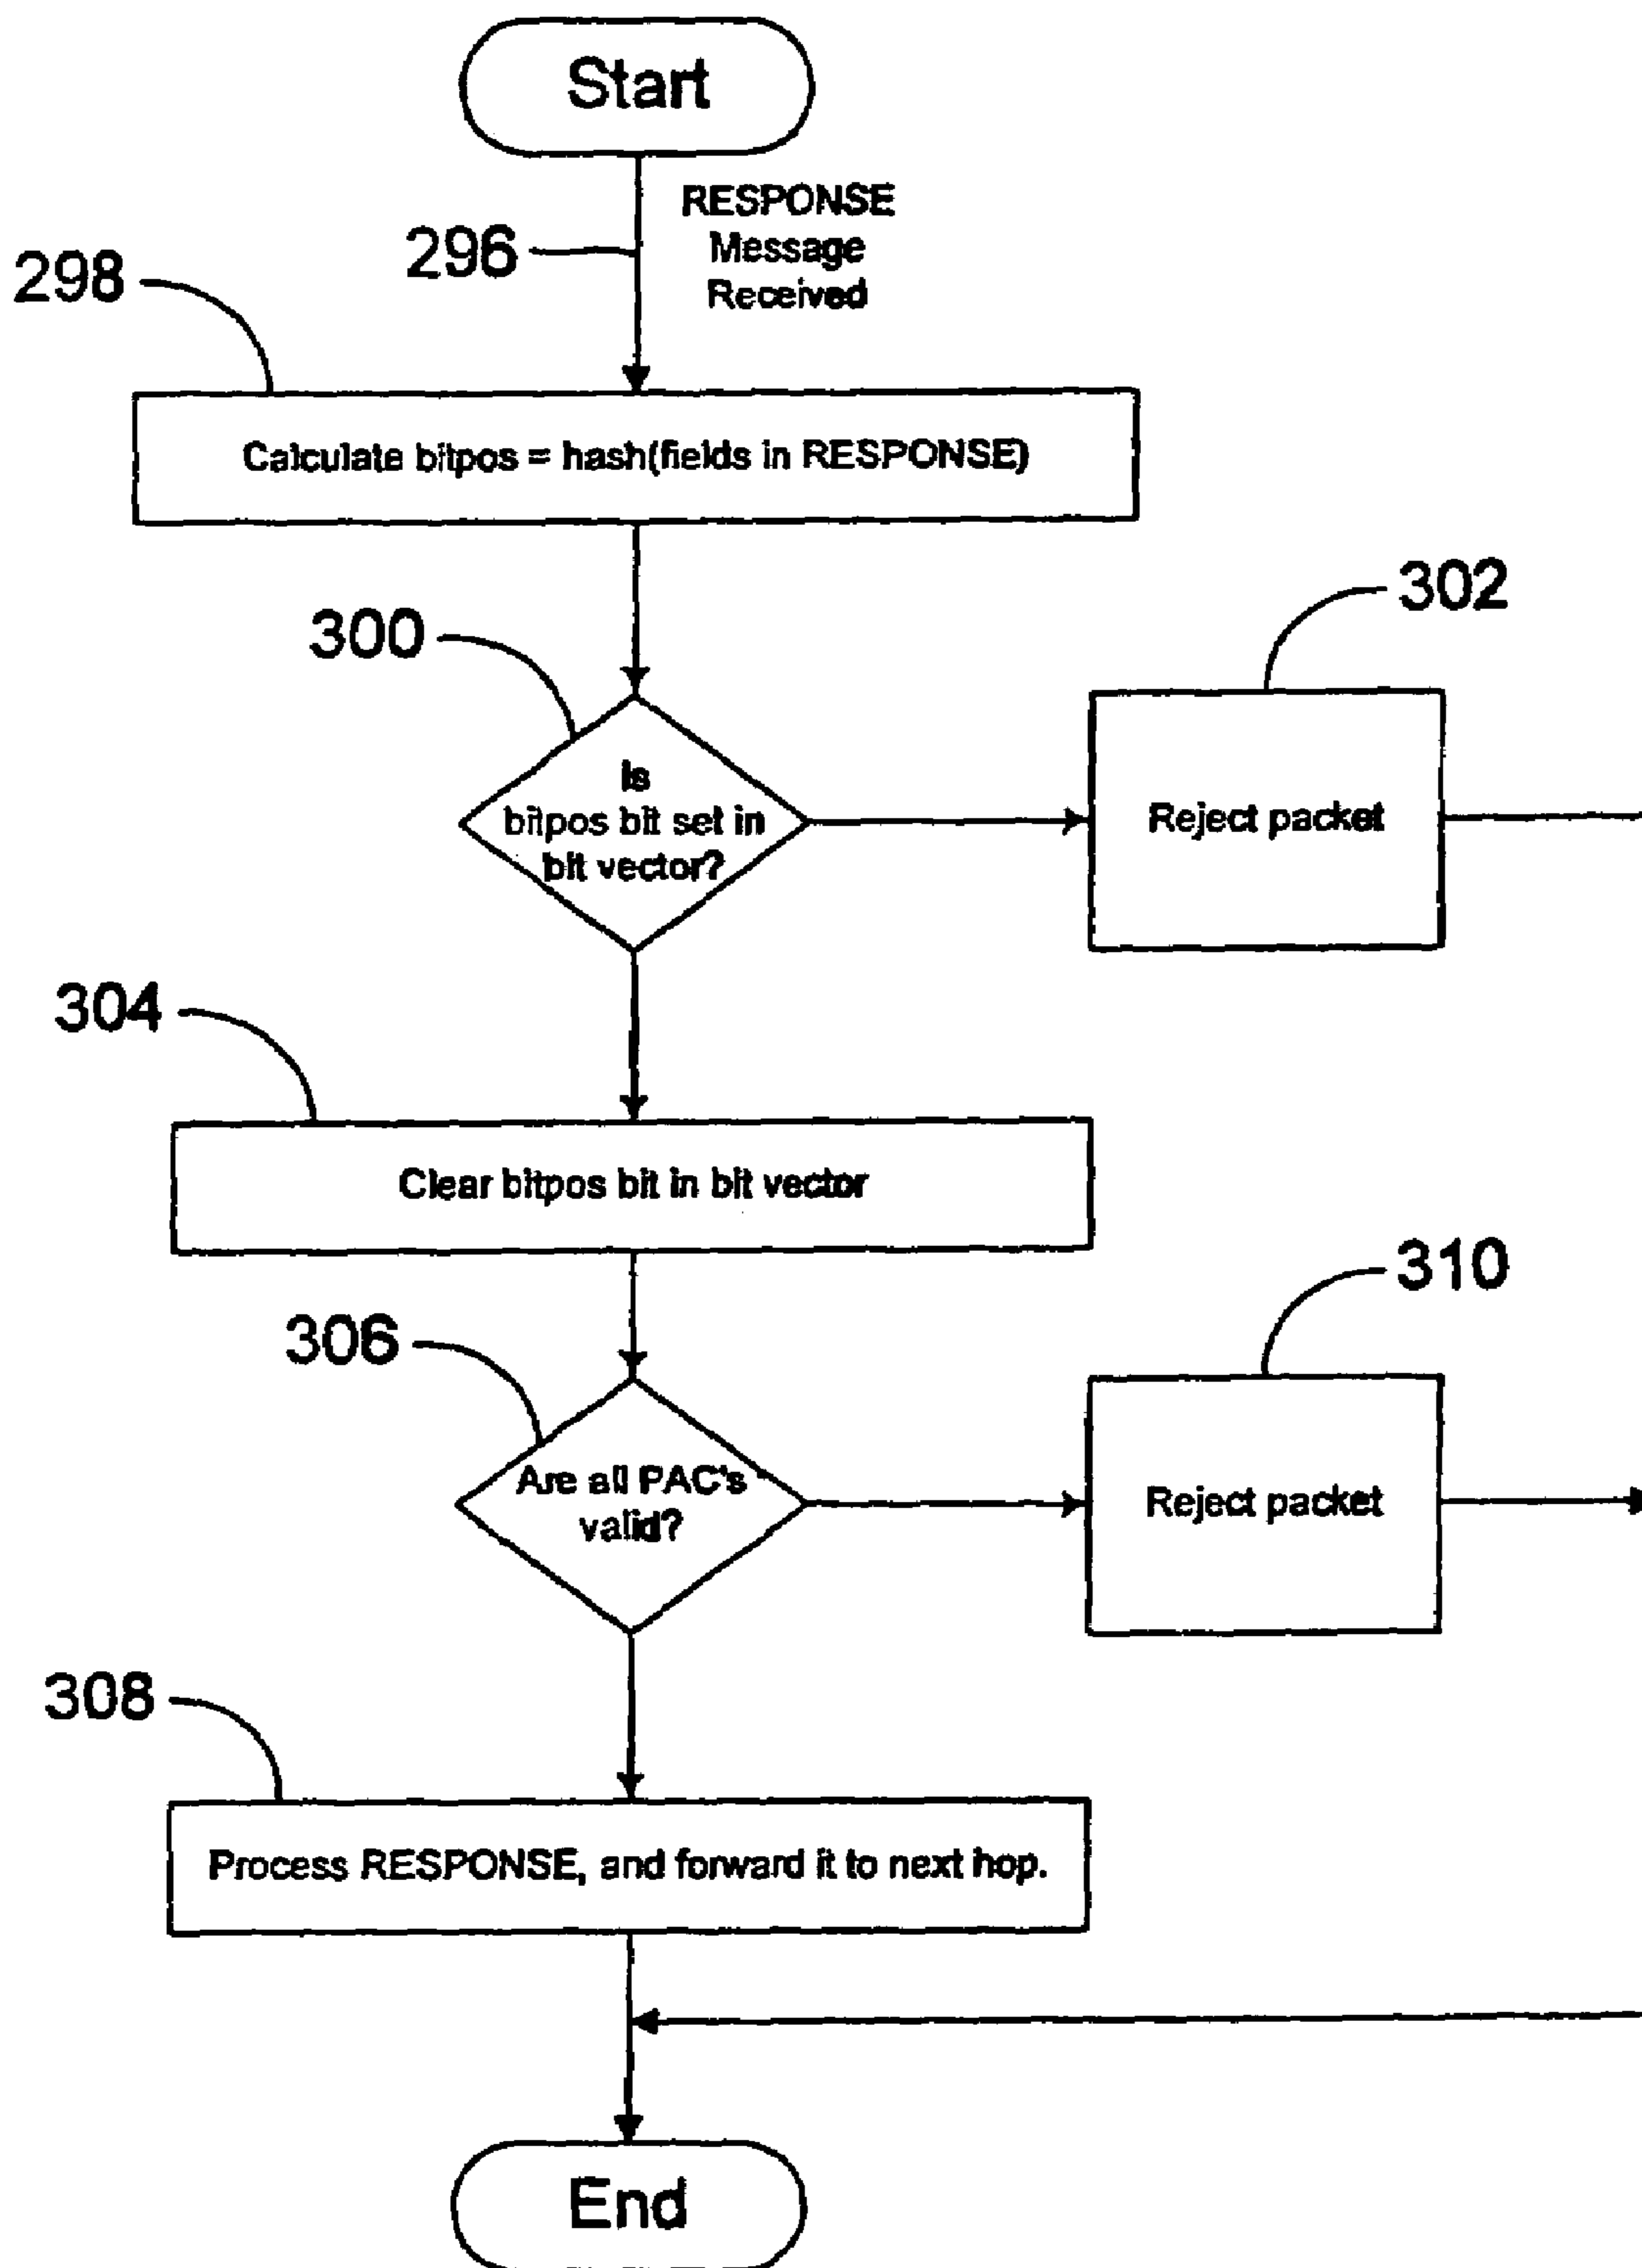 Start
RESPONSE
Message
Received
296
298
Calculate bitpos = hash(fields in RESPONSE)
300
302
Is
bitpos bit set in
bit vector?
Reject packet
304
Clear bitpos bit in bit vector
306
310
Are all PAC's
valid?
Reject packet
308
Process RESPONSE, and forward it to next hop.
End